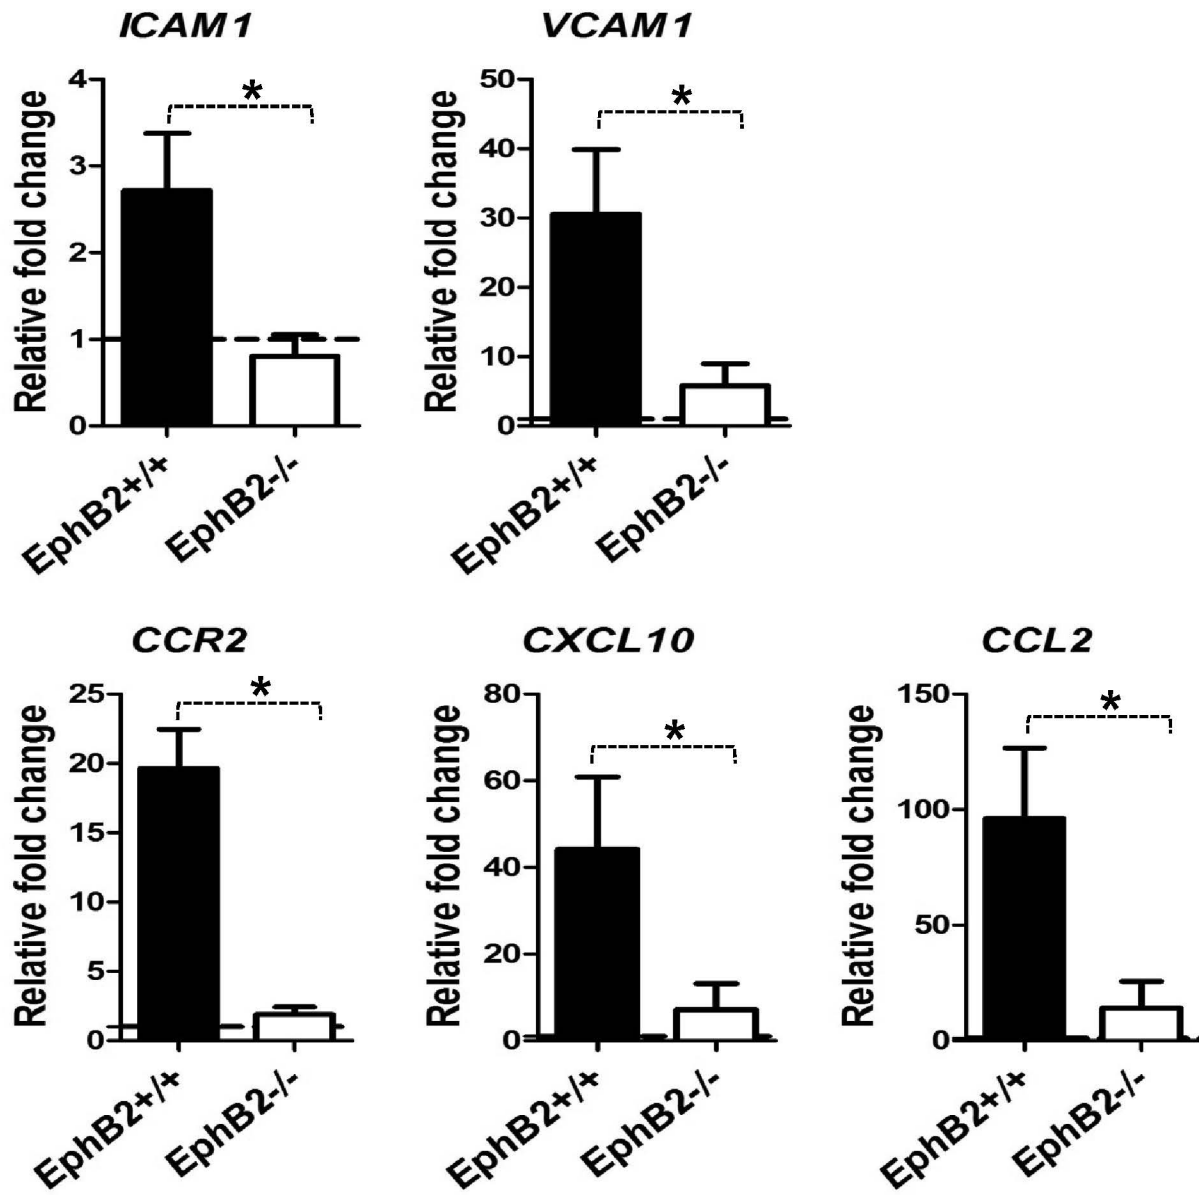 ICAM1
VCAM1
4
3
2
1
0
Relative fold change
*
EphB2+/+
EphB2-/-
50
40
30
20
10
0
Relative fold change
*
EphB2+/+
EphB2-/-
CCR2
CXCL10
CCL2
25
20
15
10
5
0
Relative fold change
*
EphB2+/+
EphB2-/-
80
60
40
20
0
Relative fold change
*
EphB2+/+
EphB2-/-
150
100
50
0
Relative fold change
*
EphB2+/+
EphB2-/-